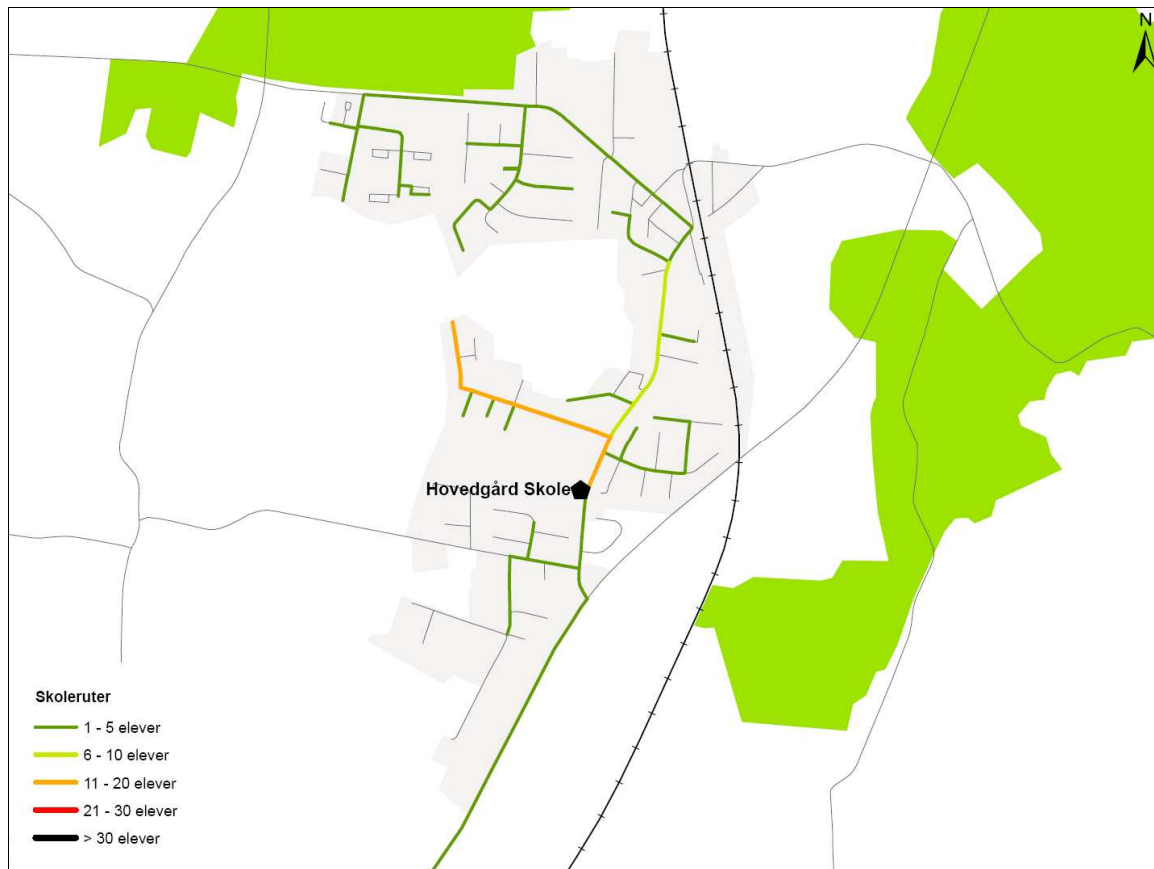 N
Hovedgård Skole
Skoleruter
1 - 5 elever
6 - 10 elever
11 - 20 elever
21 - 30 elever
> 30 elever